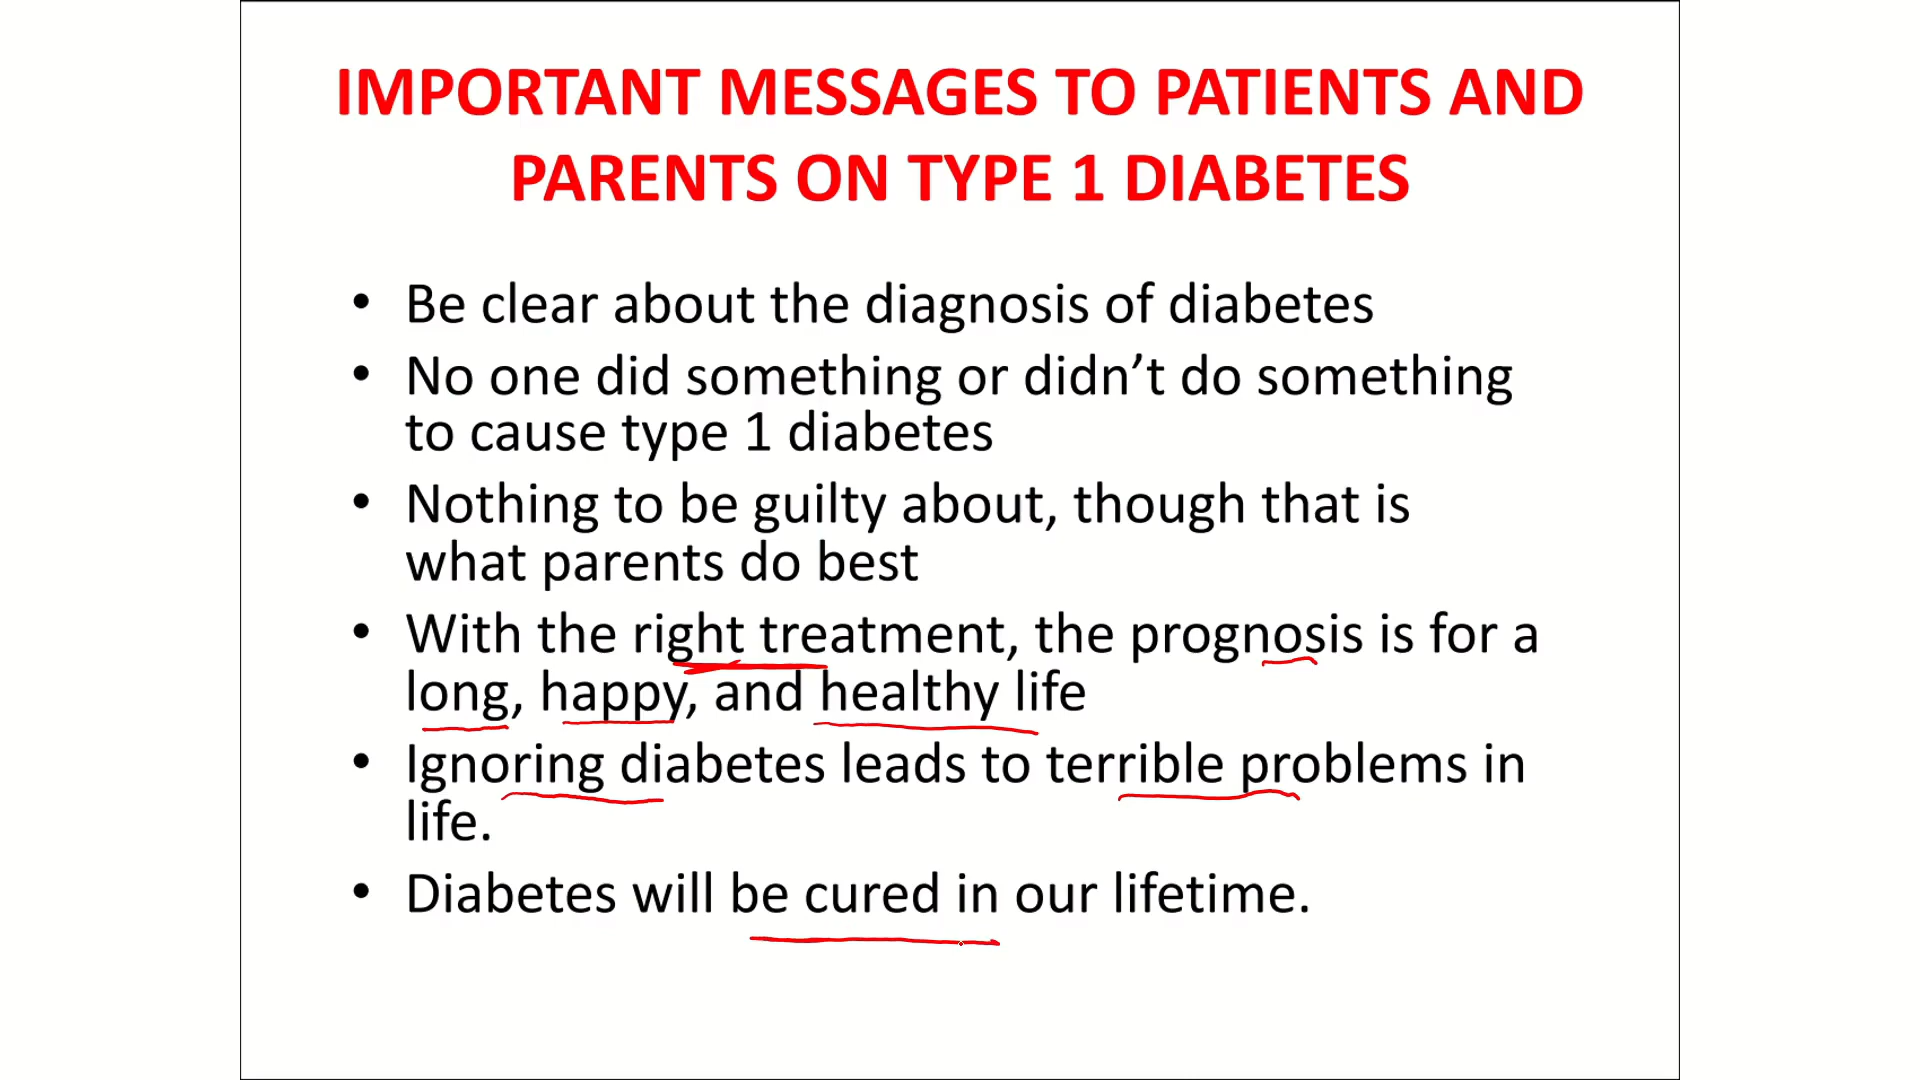 IMPORTANT MESSAGES TO PATIENTS AND
PARENTS ON TYPE 1 DIABETES
• Be clear about the diagnosis of diabetes
• No one did something or didn’t do something
to cause type 1 diabetes
• Nothing to be guilty about, though that is
what parents do best
• With the right treatment, the prognosis is for a
long, happy, and healthy life
• Ignoring diabetes leads to terrible problems in
life.
• Diabetes will be cured in our lifetime.